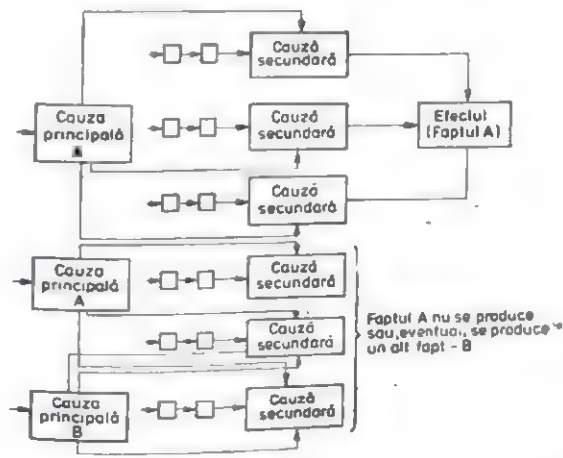 Cauză
secundară
Cauza
principală
A
Cauză
secundară
Efectul
(Faptul A)
Cauză
secundară
Cauza
principală
A
Cauză
secundară
Faptul A nu se produce
sau, eventual, se produce
un alt fapt - B
Cauză
secundară
Cauza
principală
B
Cauză
secundară